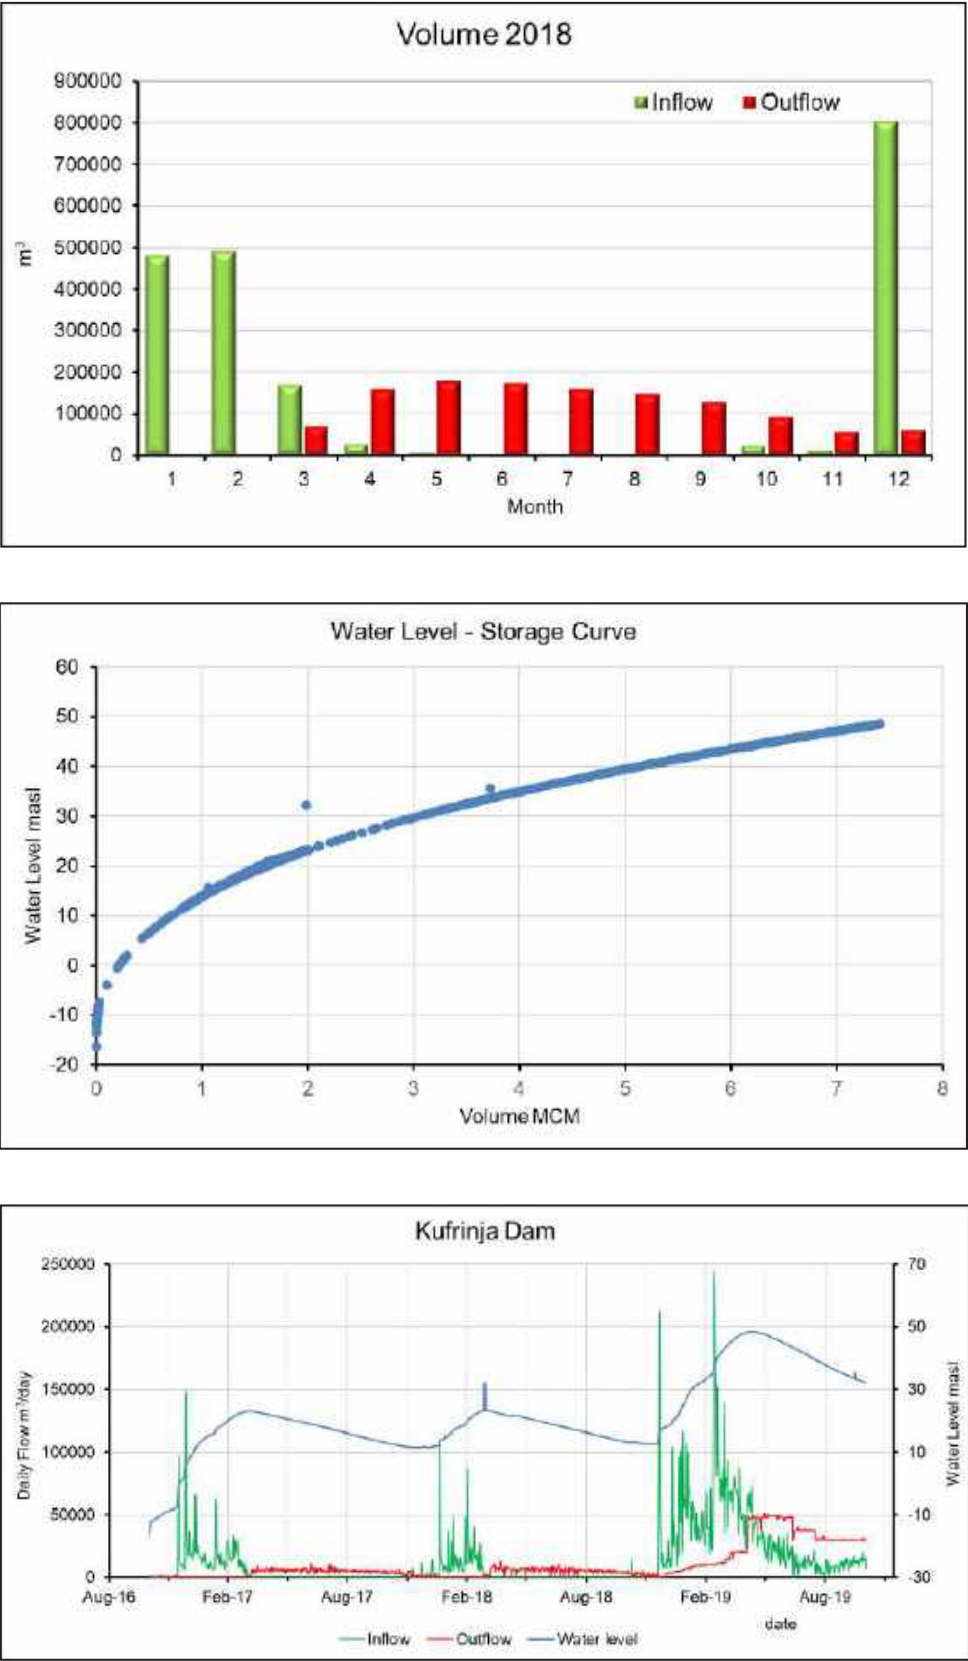 Volume 2018
900000
800000
700000
600000
500000
400000
300000
200000
100000
0
m³
Inflow Outflow
1 2 3 4 5 6 7 8 9 10 11 12
Month
Water Level - Storage Curve
60
50
40
30
20
10
0
-10
-20
Water Level masl
0 1 2 3 4 5 6 7 8
Volume MCM
Kufrinja Dam
250000
200000
150000
100000
50000
0
Daily Flow m³/day
70
50
30
10
-10
-30
Water Level masl
Aug-16 Feb-17 Aug-17 Feb-18 Aug-18 Feb-19 Aug-19
date
Inflow Outflow Water level